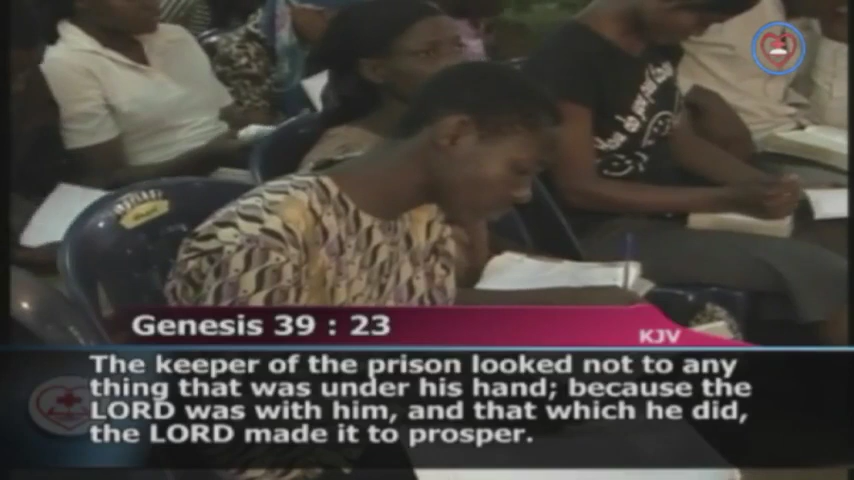 Genesis 39 : 23
KJV
The keeper of the prison looked not to any
thing that was under his hand; because the
LORD was with him, and that which he did,
the LORD made it to prosper.